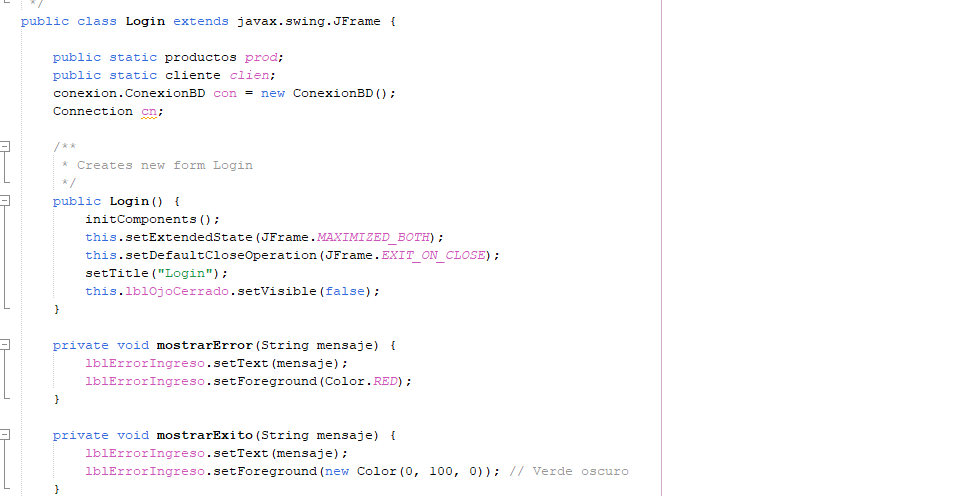 */
public class Login extends javax.swing.JFrame {
public static productos prod;
public static cliente clien;
conexion.ConexionBD con = new ConexionBD();
Connection cn;
/**
* Creates new form Login
*/
public Login() {
initComponents();
this.setExtendedState(JFrame.MAXIMIZED_BOTH);
this.setDefaultCloseOperation(JFrame.EXIT_ON_CLOSE);
setTitle("Login");
this.lblOjoCerrado.setVisible(false);
}
private void mostrarError(String mensaje) {
lblErrorIngreso.setText(mensaje);
lblErrorIngreso.setForeground(Color.RED);
}
private void mostrarExito(String mensaje) {
lblErrorIngreso.setText(mensaje);
lblErrorIngreso.setForeground(new Color(0, 100, 0)); // Verde oscuro
}